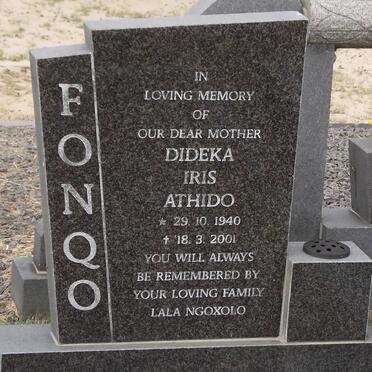 FONQO
IN
LOVING MEMORY
OF
OUR DEAR MOTHER
DIDEKA
IRIS
ATHIDO
* 29. 10. 1940
✝ 18. 3. 2001
YOU WILL ALWAYS
BE REMEMBERED BY
YOUR LOVING FAMILY
LALA NGOXOLO